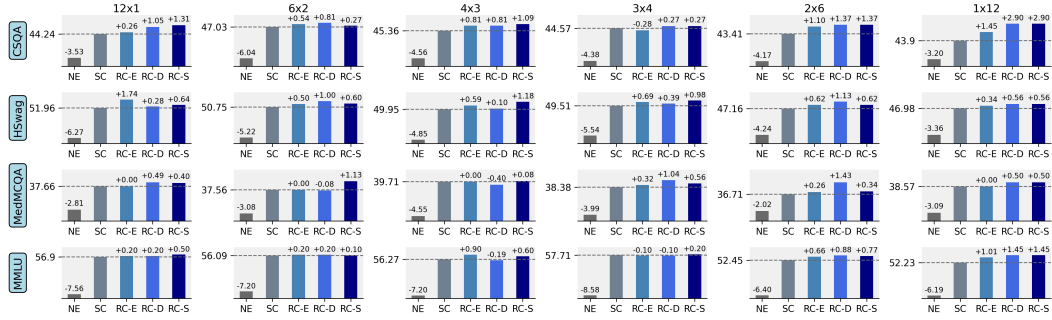 12x1 6x2 4x3 3x4 2x6 1x12
CSQA
44.24 -3.53 +0.26 +1.05 +1.31
NE SC RC-E RC-D RC-S
47.03 -6.04 +0.54 +0.81 +0.27
NE SC RC-E RC-D RC-S
45.36 -4.56 +0.81 +0.81 +1.09
NE SC RC-E RC-D RC-S
44.57 -4.38 -0.28 +0.27 +0.27
NE SC RC-E RC-D RC-S
43.41 -4.17 +1.10 +1.37 +1.37
NE SC RC-E RC-D RC-S
43.9 -3.20 +1.45 +2.90 +2.90
NE SC RC-E RC-D RC-S
HSwag
51.96 -6.27 +1.74 +0.28 +0.64
NE SC RC-E RC-D RC-S
50.75 -5.22 +0.50 +1.00 +0.60
NE SC RC-E RC-D RC-S
49.95 -4.85 +0.59 +0.10 +1.18
NE SC RC-E RC-D RC-S
49.51 -5.54 +0.69 +0.39 +0.98
NE SC RC-E RC-D RC-S
47.16 -4.24 +0.62 +1.13 +0.62
NE SC RC-E RC-D RC-S
46.98 -3.36 +0.34 +0.56 +0.56
NE SC RC-E RC-D RC-S
MedMCQA
37.66 -2.81 +0.00 +0.49 +0.40
NE SC RC-E RC-D RC-S
37.56 -3.08 +0.00 -0.08 +1.13
NE SC RC-E RC-D RC-S
39.71 -4.55 +0.00 -0.40 +0.08
NE SC RC-E RC-D RC-S
38.38 -3.99 +0.32 +1.04 +0.56
NE SC RC-E RC-D RC-S
36.71 -2.02 +0.26 +1.43 +0.34
NE SC RC-E RC-D RC-S
38.57 -3.09 +0.00 +0.50 +0.50
NE SC RC-E RC-D RC-S
MMLU
56.9 -7.56 +0.20 +0.20 +0.50
NE SC RC-E RC-D RC-S
56.09 -7.20 +0.20 +0.20 +0.10
NE SC RC-E RC-D RC-S
56.27 -7.20 +0.90 -0.19 +0.60
NE SC RC-E RC-D RC-S
57.71 -8.58 -0.10 -0.10 +0.20
NE SC RC-E RC-D RC-S
52.45 -6.40 +0.66 +0.88 +0.77
NE SC RC-E RC-D RC-S
52.23 -6.19 +1.01 +1.45 +1.45
NE SC RC-E RC-D RC-S